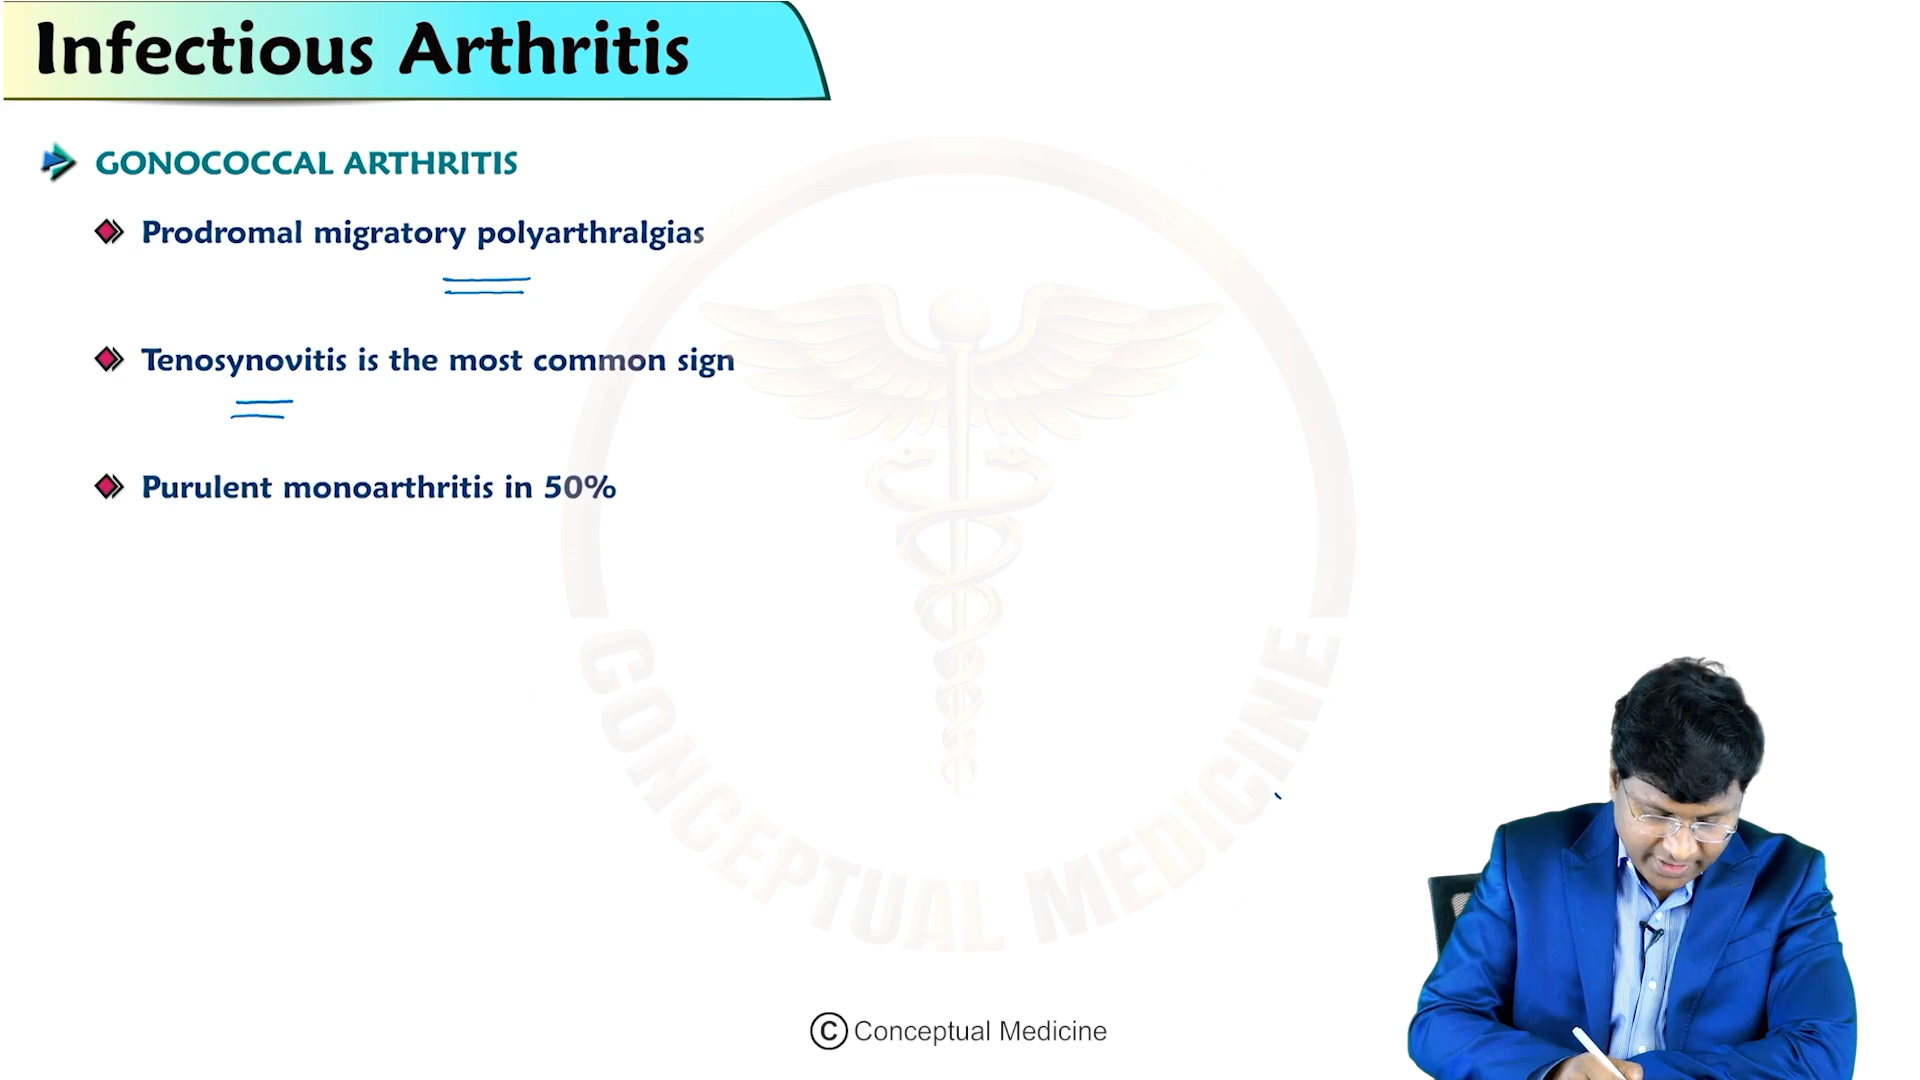 Infectious Arthritis
GONOCOCCAL ARTHRITIS
Prodromal migratory polyarthralgias
Tenosynovitis is the most common sign
Purulent monoarthritis in 50%
CONCEPTUAL MEDICINE
© Conceptual Medicine